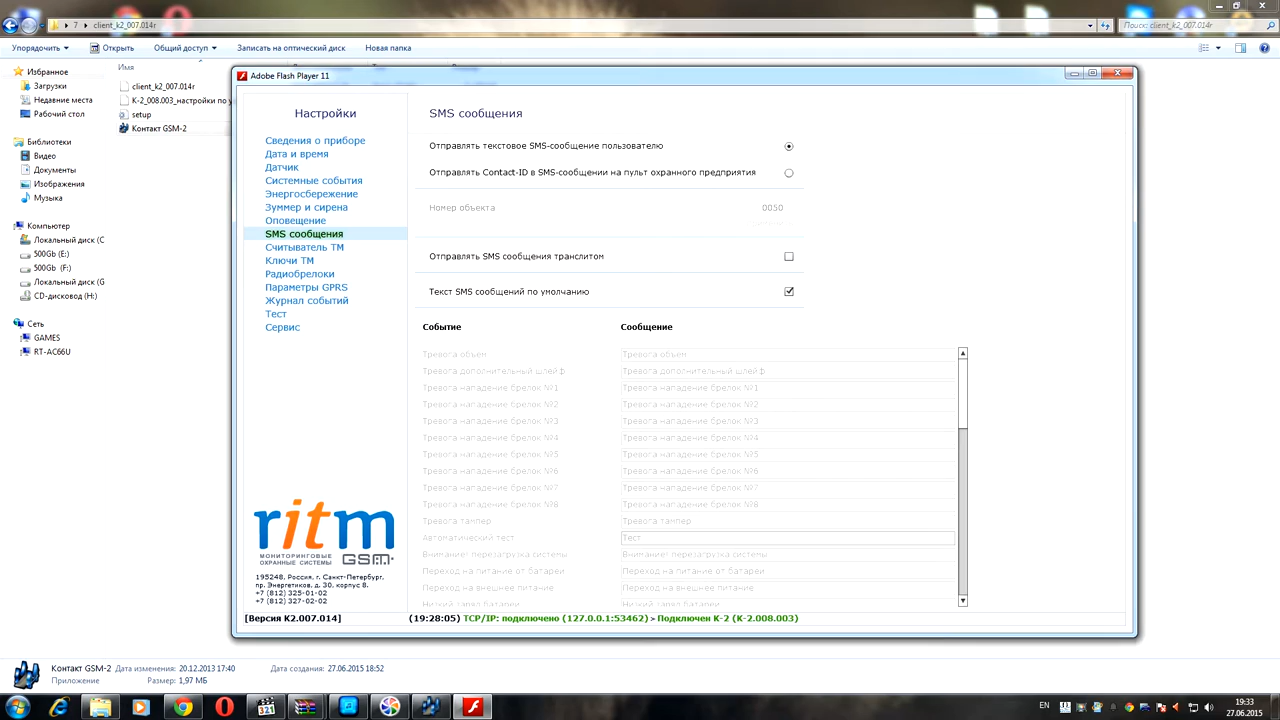 7 ▸ client_k2_007.014r
Поиск: client_k2_007.014r
Упорядочить
Открыть
Общий доступ
Записать на оптический диск
Новая папка
Избранное
Загрузки
Недавние места
Рабочий стол
Библиотеки
Видео
Документы
Изображения
Музыка
Компьютер
Локальный диск (C
500Gb (E:)
500Gb (F:)
Локальный диск (G
CD-дисковод (H:)
Сеть
GAMES
RT-AC66U
Имя
client_k2_007.014r
K-2_008.003_настройки по у
setup
Контакт GSM-2
Adobe Flash Player 11
Настройки
Сведения о приборе
Дата и время
Датчик
Системные события
Энергосбережение
Зуммер и сирена
Оповещение
SMS сообщения
Считыватель ТМ
Ключи ТМ
Радиобрелоки
Параметры GPRS
Журнал событий
Тест
Сервис
ritm
МОНИТОРИНГОВЫЕ
ОХРАННЫЕ СИСТЕМЫ
GSM
195248, Россия, г. Санкт-Петербург,
пр. Энергетиков, д. 30, корпус 8.
+7 (812) 325-01-02
+7 (812) 327-02-02
SMS сообщения
Отправлять текстовое SMS-сообщение пользователю
Отправлять Contact-ID в SMS-сообщении на пульт охранного предприятия
Номер объекта 0050
Отправлять SMS сообщения транслитом
Текст SMS сообщений по умолчанию
Событие Сообщение
Тревога объем Тревога объем
Тревога дополнительный шлейф Тревога дополнительный шлейф
Тревога нападение брелок №1 Тревога нападение брелок №1
Тревога нападение брелок №2 Тревога нападение брелок №2
Тревога нападение брелок №3 Тревога нападение брелок №3
Тревога нападение брелок №4 Тревога нападение брелок №4
Тревога нападение брелок №5 Тревога нападение брелок №5
Тревога нападение брелок №6 Тревога нападение брелок №6
Тревога нападение брелок №7 Тревога нападение брелок №7
Тревога нападение брелок №8 Тревога нападение брелок №8
Тревога тампер Тревога тампер
Автоматический тест Тест
Внимание! перезагрузка системы Внимание! перезагрузка системы
Переход на питание от батареи Переход на питание от батареи
Переход на внешнее питание Переход на внешнее питание
Низкий заряд батареи Низкий заряд батареи
[Версия K2.007.014] (19:28:05) TCP/IP: подключено (127.0.0.1:53462) > Подключен K-2 (K-2.008.003)
Контакт GSM-2 Дата изменения: 20.12.2013 17:40 Дата создания: 27.06.2015 18:52
Приложение Размер: 1,97 МБ
321
EN
19:33
27.06.2015